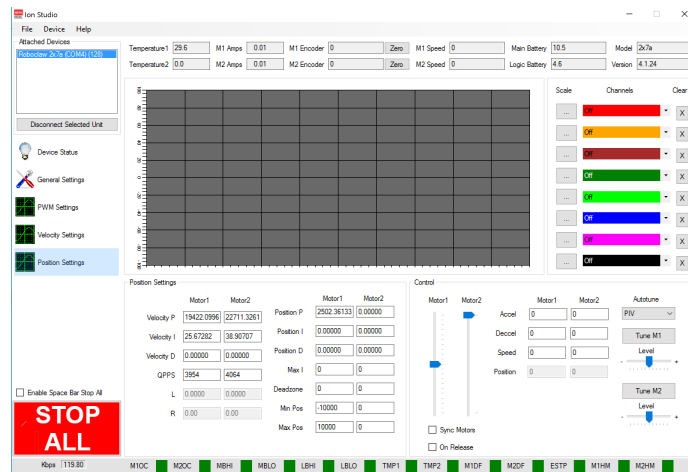 Ion Studio
File Device Help
Attached Devices
Roboclaw 2x7a (COM4) (128)
Disconnect Selected Unit
Device Status
General Settings
PWM Settings
Velocity Settings
Position Settings
Enable Space Bar Stop All
STOP
ALL
Temperature1 29.6 M1 Amps 0.01 M1 Encoder 0 Zero M1 Speed 0 Main Battery 10.5 Model 2x7a
Temperature2 0.0 M2 Amps 0.01 M2 Encoder 0 Zero M2 Speed 0 Logic Battery 4.6 Version 4.1.24
Scale Channels Clear
... Off X
... Off X
... Off X
... Off X
... Off X
... Off X
... Off X
... Off X
Position Settings
Motor1 Motor2
Velocity P 19422.0996 22711.3261
Velocity I 25.67282 38.90707
Velocity D 0.00000 0.00000
QPPS 3954 4064
L 0.0000 0.0000
R 0.00 0.00
Motor1 Motor2
Position P 2502.36133 0.00000
Position I 0.00000 0.00000
Position D 0.00000 0.00000
Max I 0 0
Deadzone 0 0
Min Pos -10000 0
Max Pos 10000 0
Control
Motor1 Motor2
Sync Motors
On Release
Motor1 Motor2
Accel 0 0
Deccel 0 0
Speed 0 0
Position 0 0
Autotune
PIV
Tune M1
Level
- +
Tune M2
Level
- +
Kbps 119.80 M1OC M2OC MBHI MBLO LBHI LBLO TMP1 TMP2 M1DF M2DF ESTP M1HM M2HM